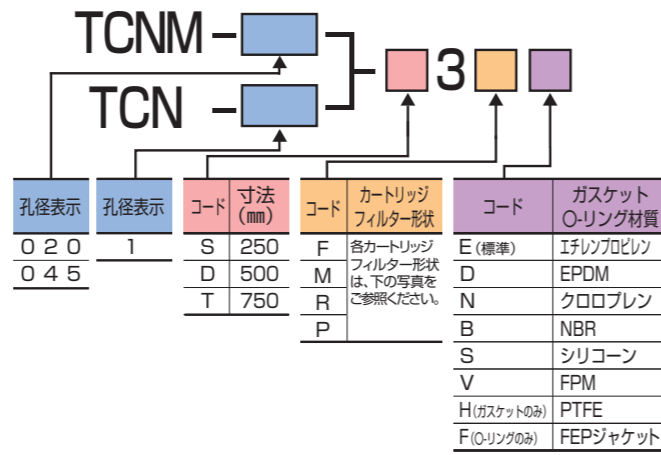 TCNM－
TCN －
－ 3
孔径表示
020
045
孔径表示
1
コード 寸法(mm)
S 250
D 500
T 750
コード カートリッジフィルター形状
F 各カートリッジ
M フィルター形状
R は、下の写真を
P ご参照ください。
コード ガスケットO-リング材質
E(標準) エチレンプロピレン
D EPDM
N クロロプレン
B NBR
S シリコーン
V FPM
H(ガスケットのみ) PTFE
F(O-リングのみ) FEPジャケット